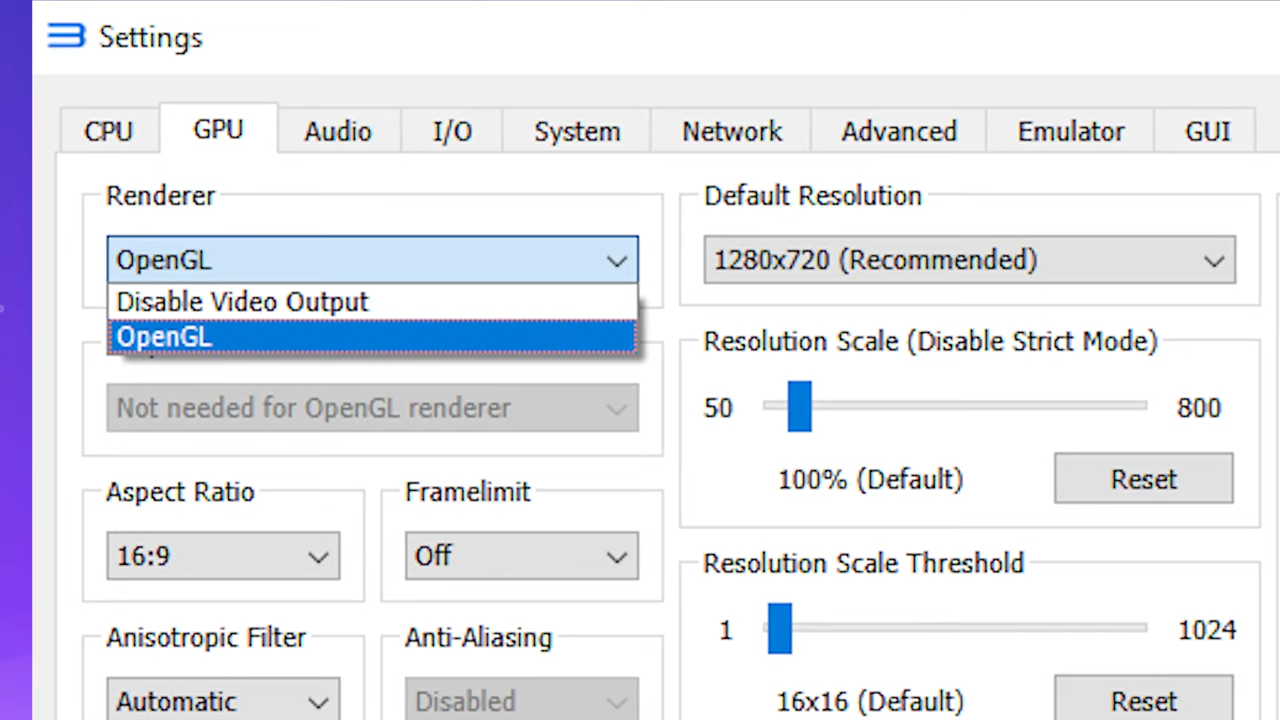 Settings
CPU GPU Audio I/O System Network Advanced Emulator GUI
Renderer
OpenGL
Disable Video Output
OpenGL
Not needed for OpenGL renderer
Aspect Ratio
16:9
Framelimit
Off
Anisotropic Filter
Automatic
Anti-Aliasing
Disabled
Default Resolution
1280x720 (Recommended)
Resolution Scale (Disable Strict Mode)
50 800
100% (Default) Reset
Resolution Scale Threshold
1 1024
16x16 (Default) Reset